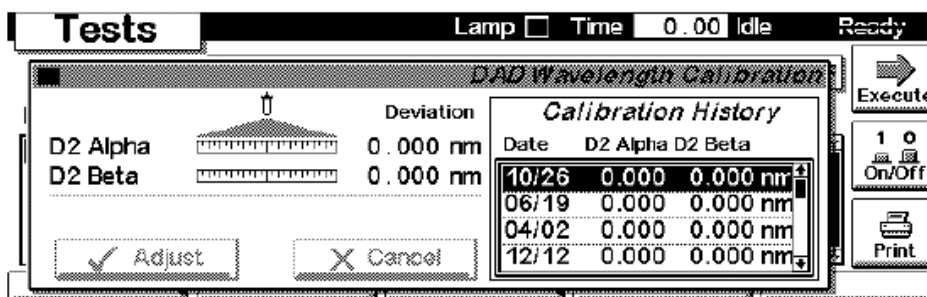 Tests
Lamp Time 0.00 Idle Ready
DAD Wavelength Calibration
Deviation
D2 Alpha 0.000 nm
D2 Beta 0.000 nm
Adjust Cancel
Calibration History
Date D2 Alpha D2 Beta
10/26 0.000 0.000 nm
06/19 0.000 0.000 nm
04/02 0.000 0.000 nm
12/12 0.000 0.000 nm
Execute
1 0
On/Off
Print